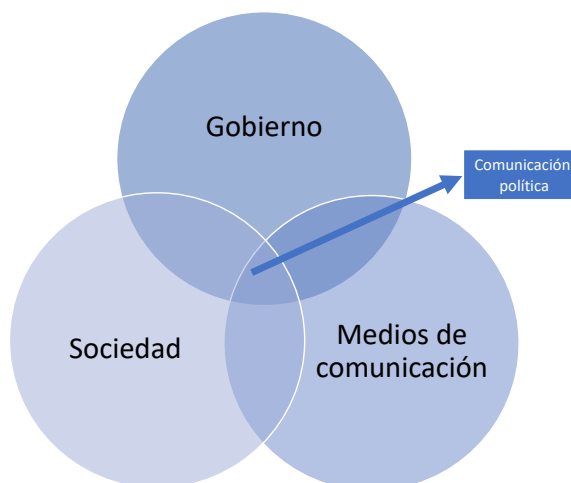 Gobierno
Comunicación
política
Sociedad
Medios de
comunicación